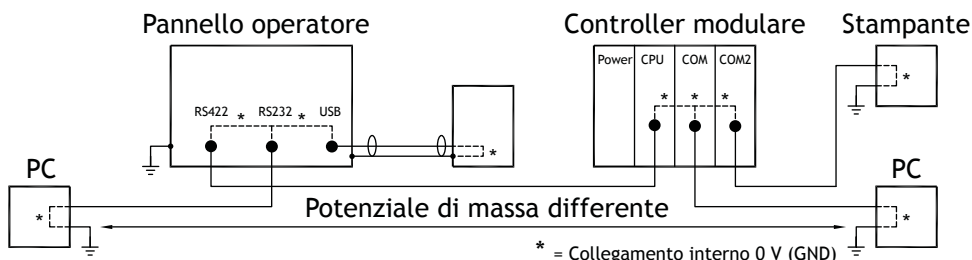 Pannello operatore
Controller modulare
Stampante
Power
CPU
COM
COM2
*
*
*
*
RS422
*
RS232
*
USB
*
PC
PC
*
*
Potenziale di massa differente
* = Collegamento interno 0 V (GND)